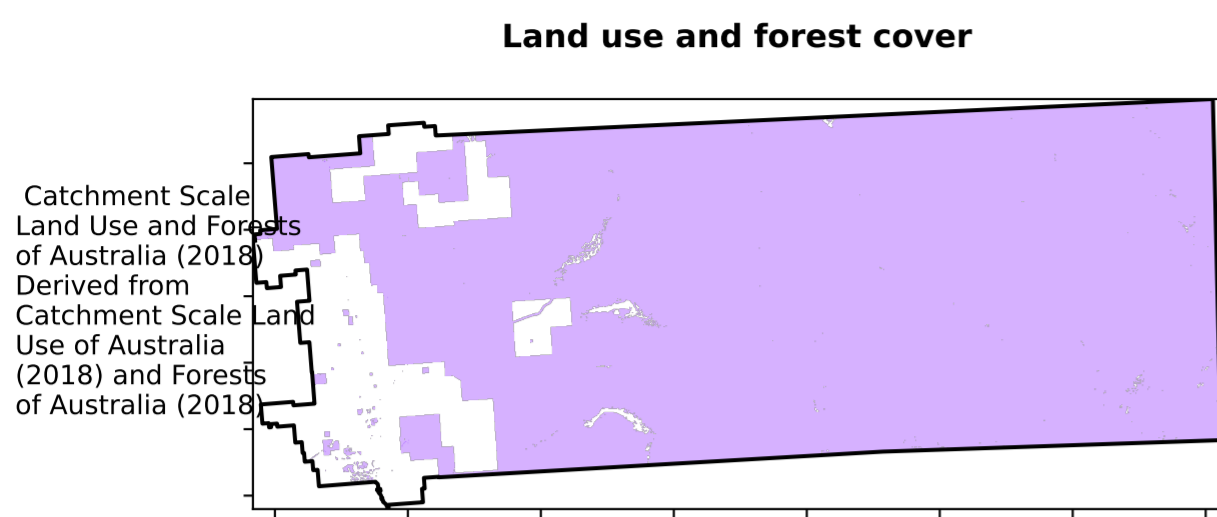 Land use and forest cover
Catchment Scale
Land Use and Forests
of Australia (2018)
Derived from
Catchment Scale Land
Use of Australia
(2018) and Forests
of Australia (2018)